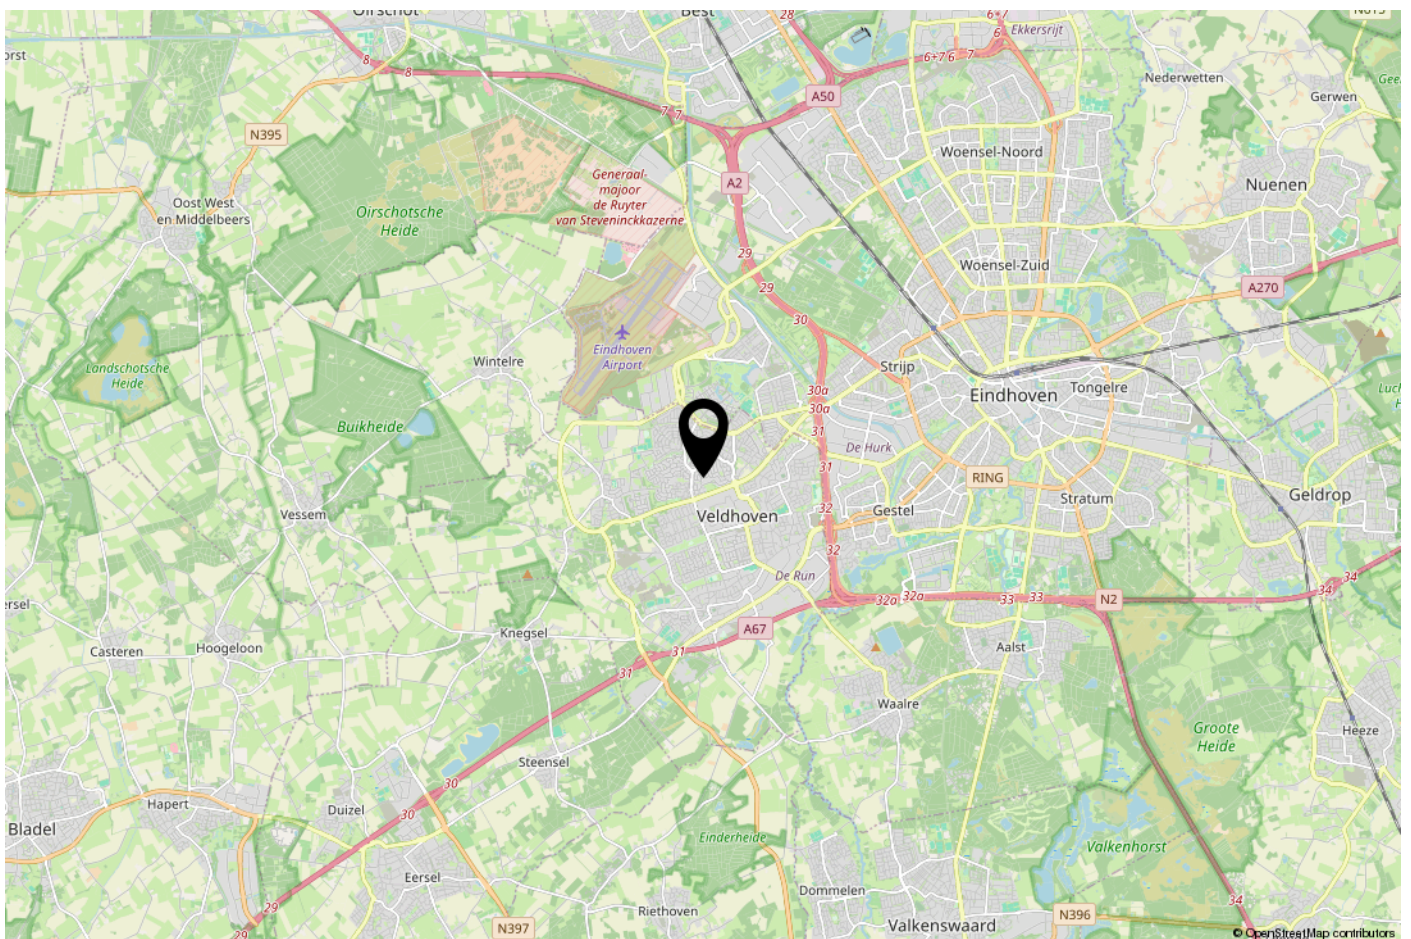 Oirschot
Best
28
6+7
6
Ekkersrijt
N615
orst
8
8
6+7 6
7
Nederwetten
A50
Gerwen
7 7
N395
Woensel-Noord
Generaal-
majoor
de Ruyter
van Steveninckkazerne
A2
Nuenen
Oost West
en Middelbeers
Oirschotsche
Heide
29
Woensel-Zuid
29
A270
30
Eindhoven
Airport
Wintelre
Landschotsche
Heide
Strijp
30a
Eindhoven
Tongelre
30a
Buikheide
31
De Hurk
31
RING
Geldrop
Stratum
Vessem
Veldhoven
32
Gestel
32
De Run
34
34
ersel
32a
32a
33
33
N2
A67
Knegsel
Casteren
Hoogeloon
31
Aalst
31
Waalre
Groote
Heide
Heeze
Steensel
30
Hapert
Duizel
30
Bladel
Einderheide
Valkenhorst
Eersel
Dommelen
34
29
Riethoven
N396
N397
Valkenswaard
29
© OpenStreetMap contributors